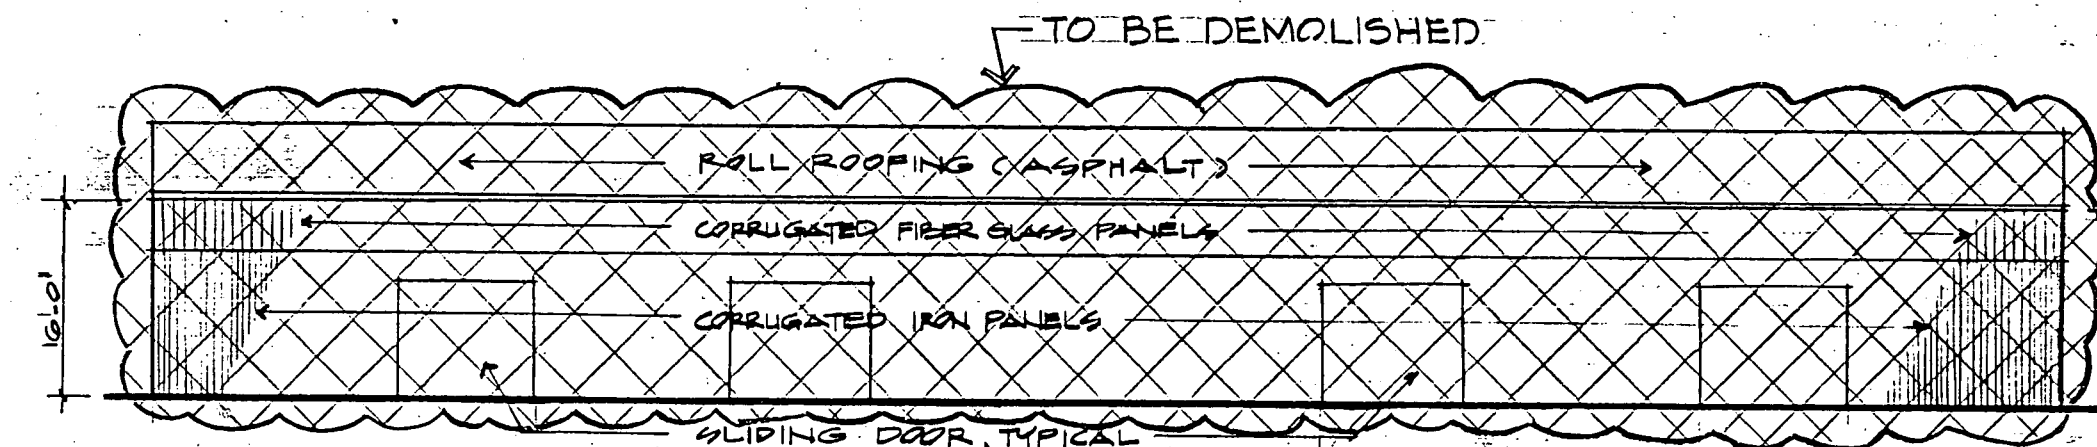 TO BE DEMOLISHED
ROLL ROOFING (ASPHALT)
CORRUGATED FIBER GLASS PANELS
16'-0"
CORRUGATED IRON PANELS
SLIDING DOOR, TYPICAL